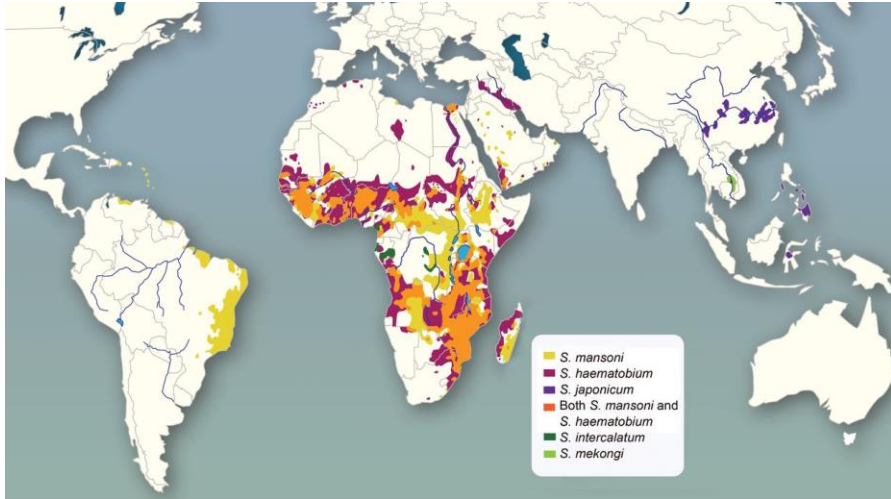 S. mansoni
S. haematobium
S. japonicum
Both S. mansoni and
S. haematobium
S. intercalatum
S. mekongi